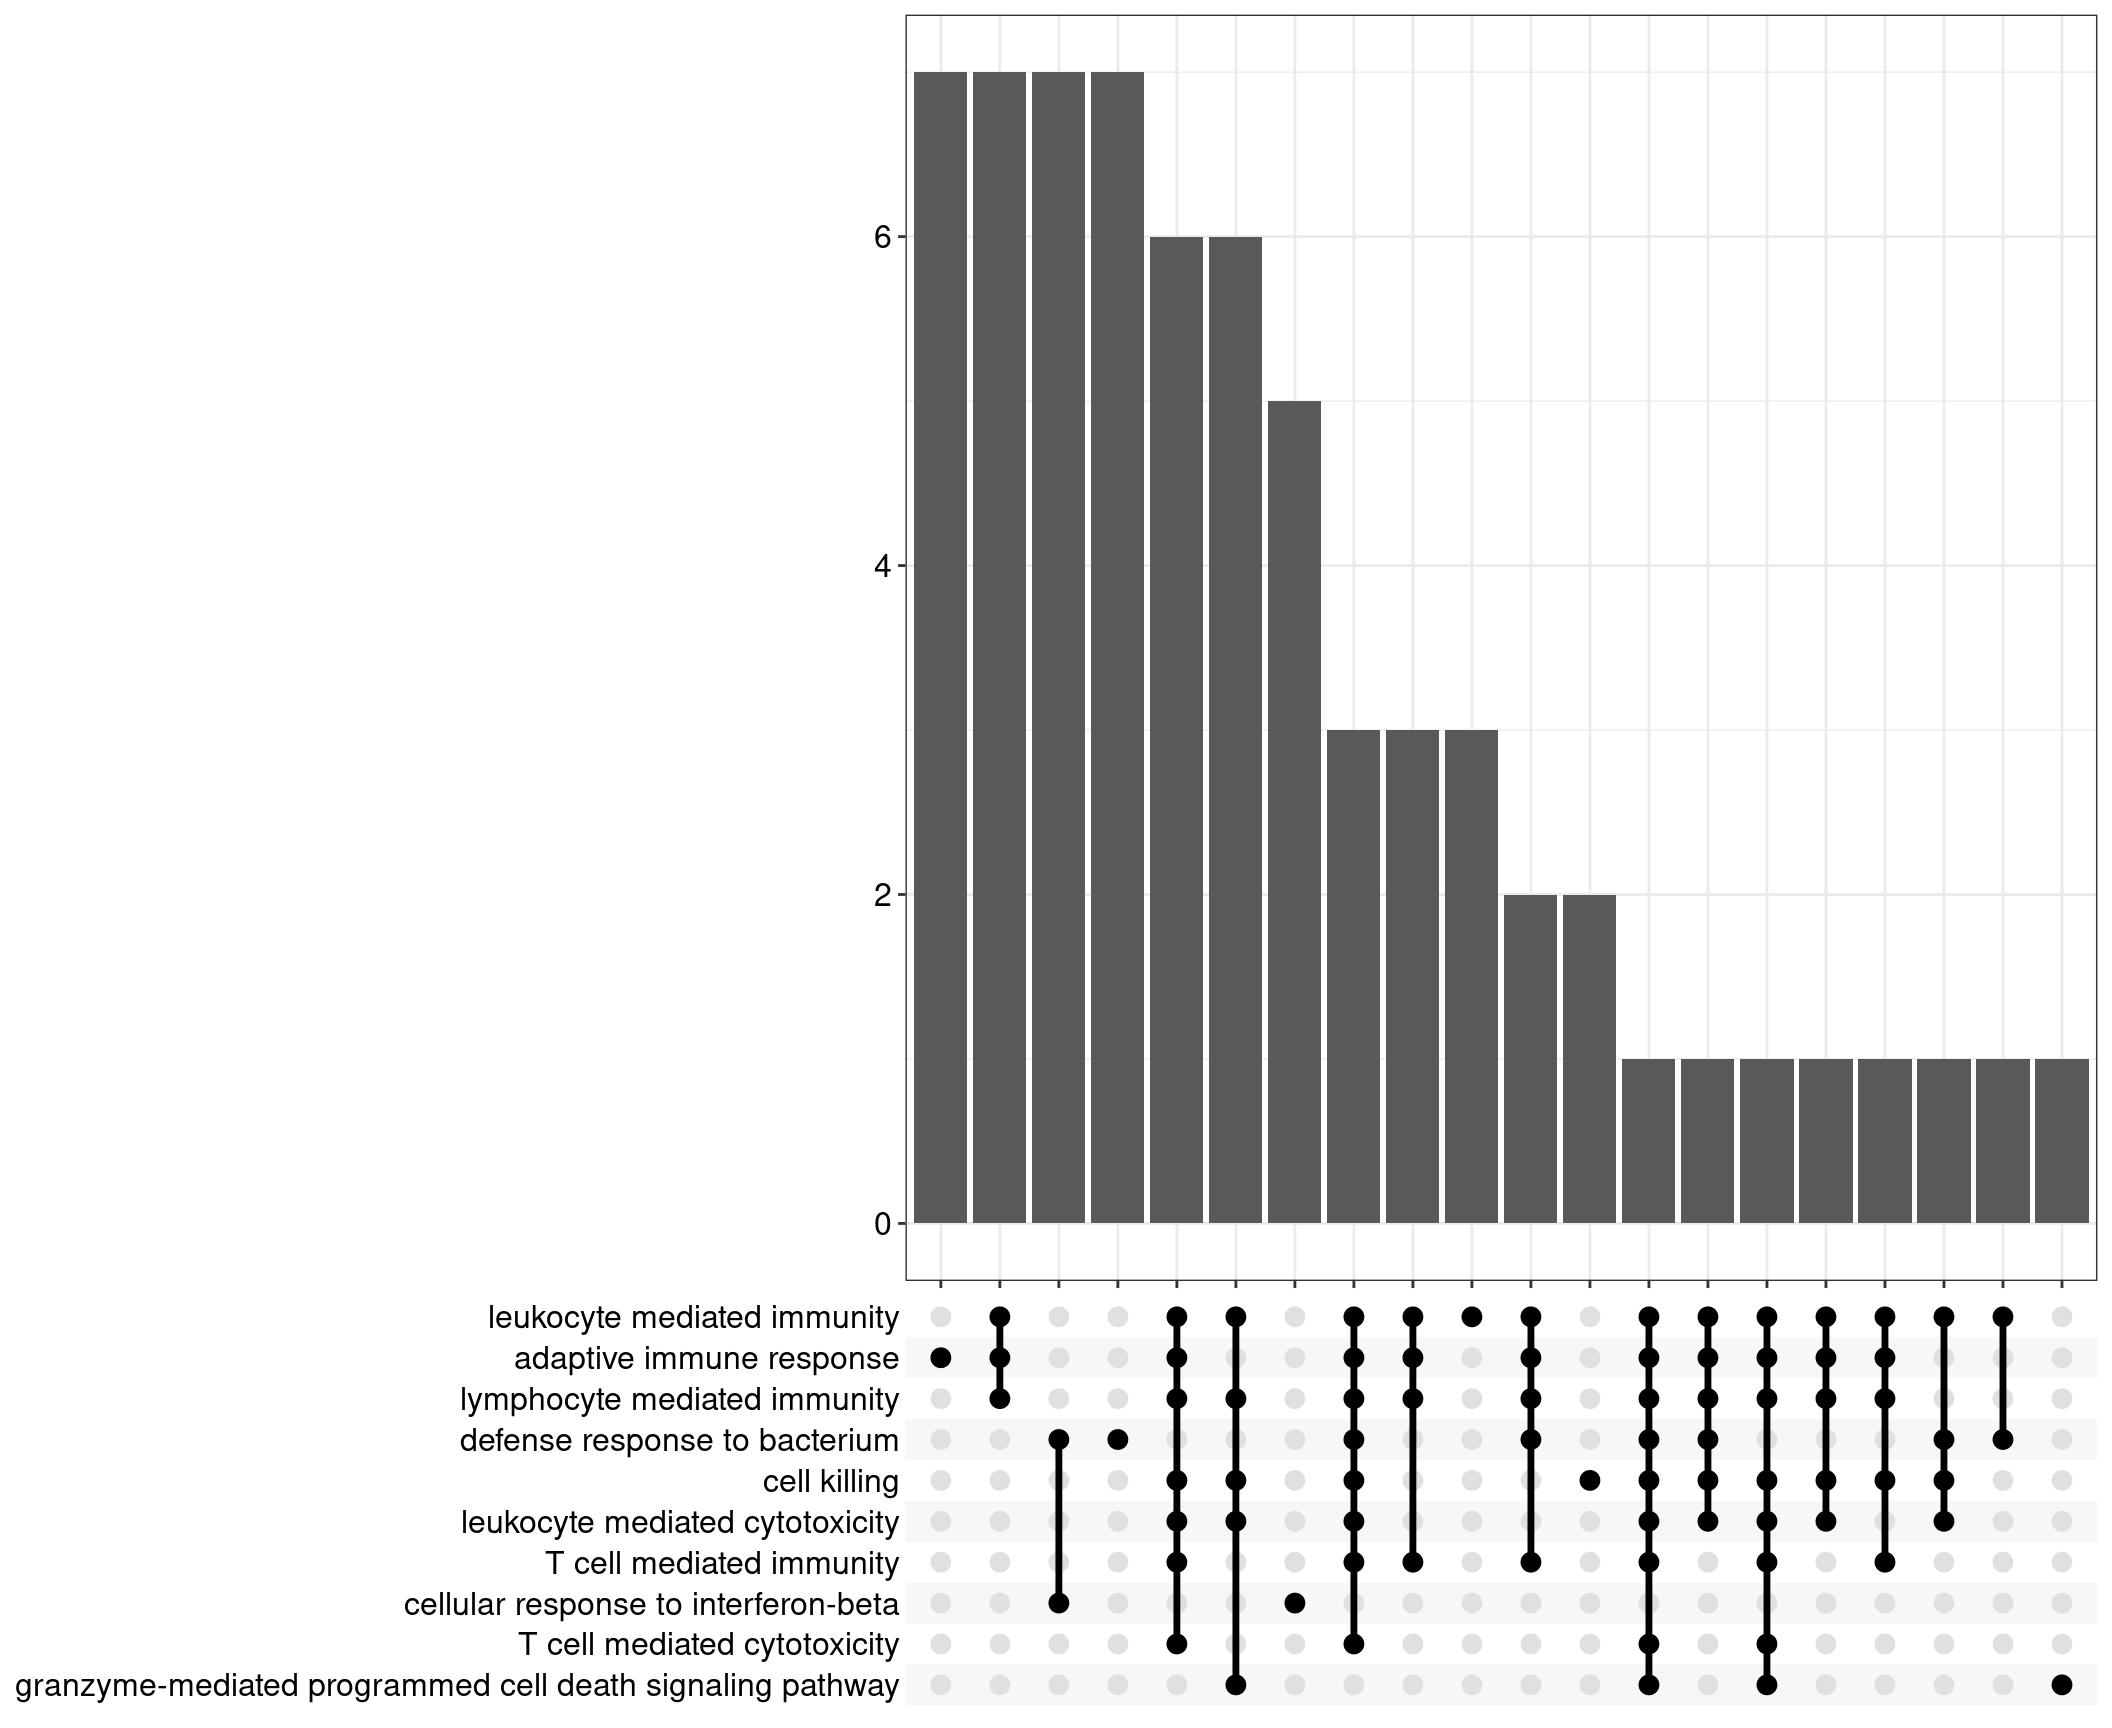 6
4
2
0
leukocyte mediated immunity
adaptive immune response
lymphocyte mediated immunity
defense response to bacterium
cell killing
leukocyte mediated cytotoxicity
T cell mediated immunity
cellular response to interferon-beta
T cell mediated cytotoxicity
granzyme-mediated programmed cell death signaling pathway